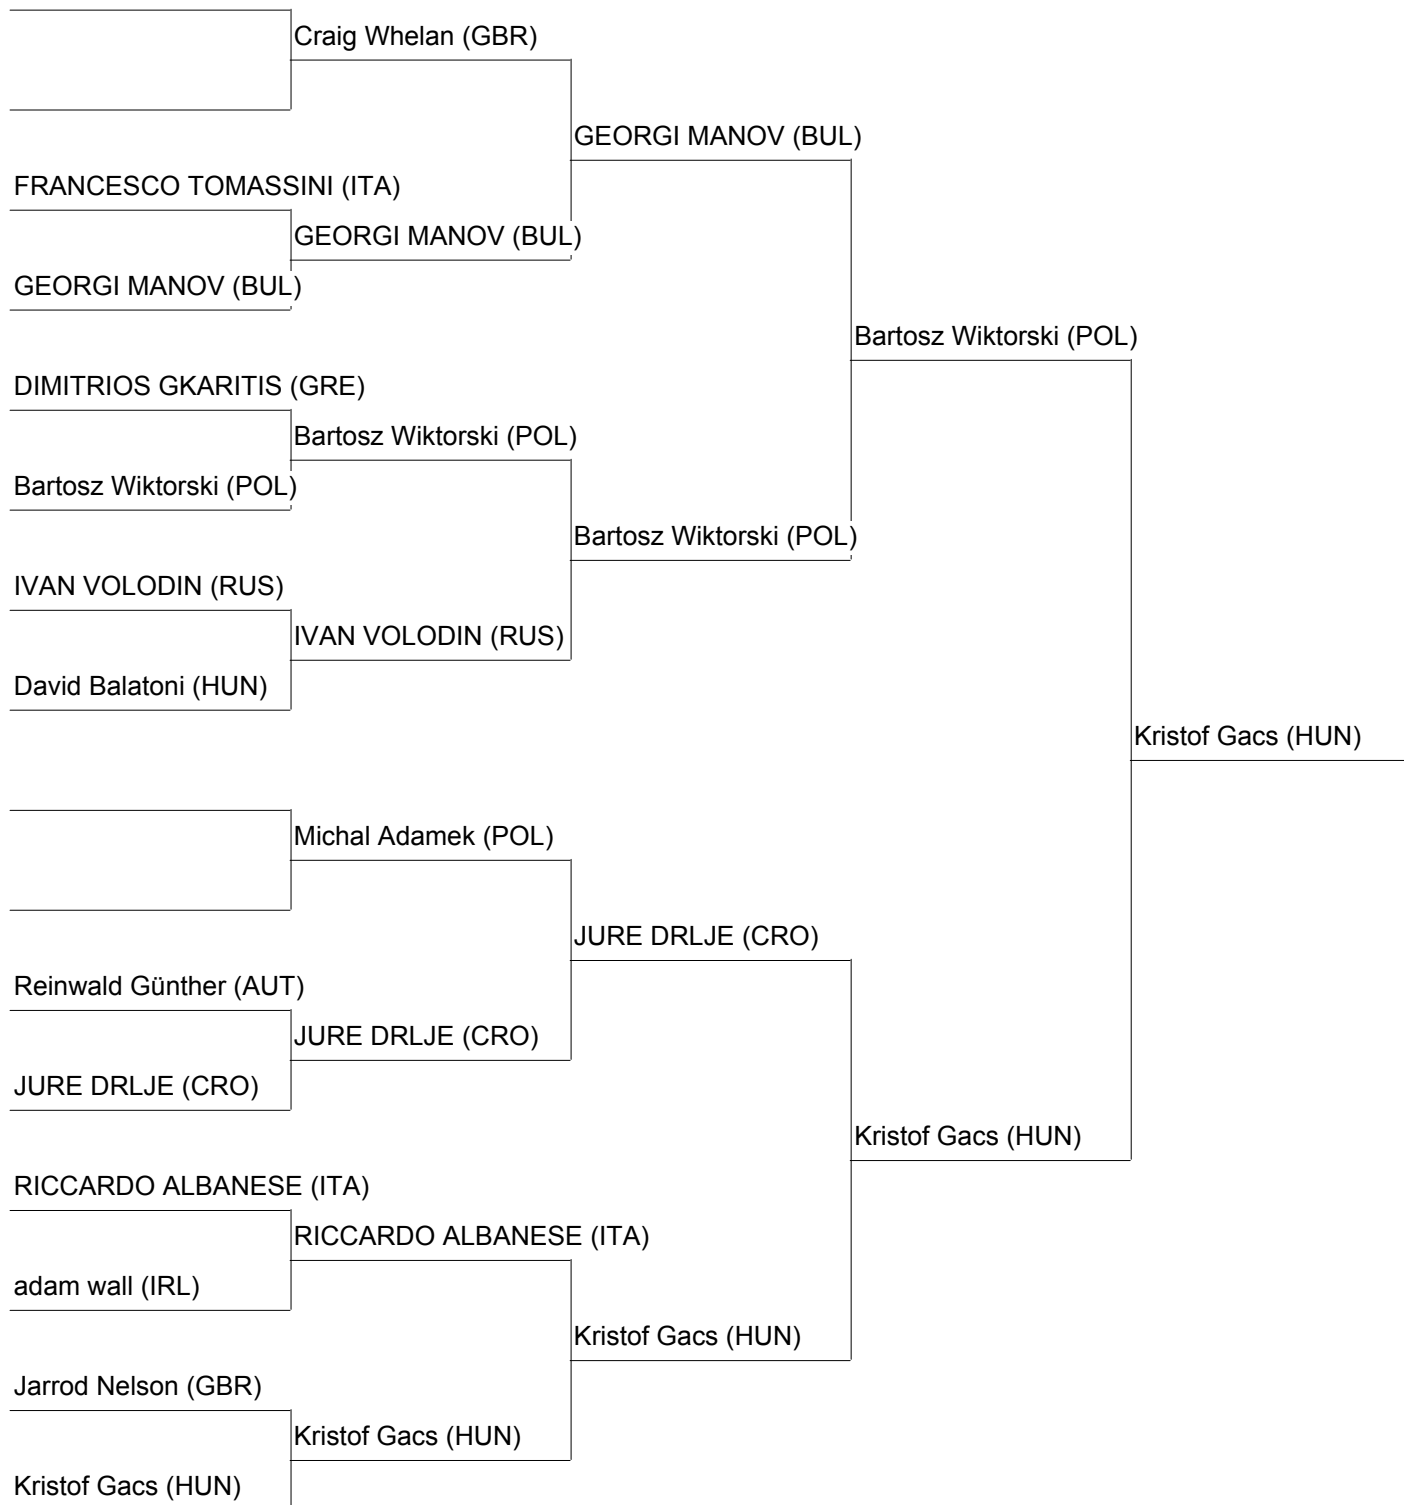 Craig Whelan (GBR)
GEORGI MANOV (BUL)
FRANCESCO TOMASSINI (ITA)
GEORGI MANOV (BUL)
GEORGI MANOV (BUL)
Bartosz Wiktorski (POL)
DIMITRIOS GKARITIS (GRE)
Bartosz Wiktorski (POL)
Bartosz Wiktorski (POL)
Bartosz Wiktorski (POL)
IVAN VOLODIN (RUS)
IVAN VOLODIN (RUS)
David Balatoni (HUN)
Kristof Gacs (HUN)
Michal Adamek (POL)
JURE DRLJE (CRO)
Reinwald Günther (AUT)
JURE DRLJE (CRO)
JURE DRLJE (CRO)
Kristof Gacs (HUN)
RICCARDO ALBANESE (ITA)
RICCARDO ALBANESE (ITA)
adam wall (IRL)
Kristof Gacs (HUN)
Jarrod Nelson (GBR)
Kristof Gacs (HUN)
Kristof Gacs (HUN)